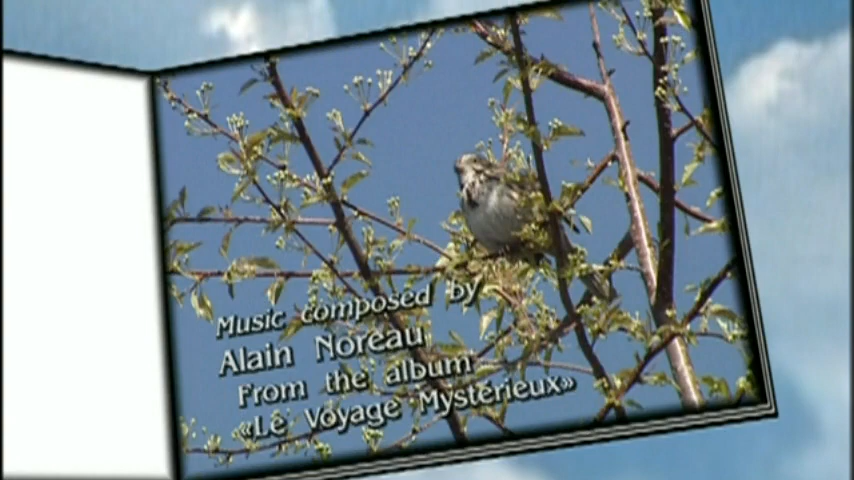 Music composed by
Alain Noreau
From the album
«Le Voyage Mystérieux»